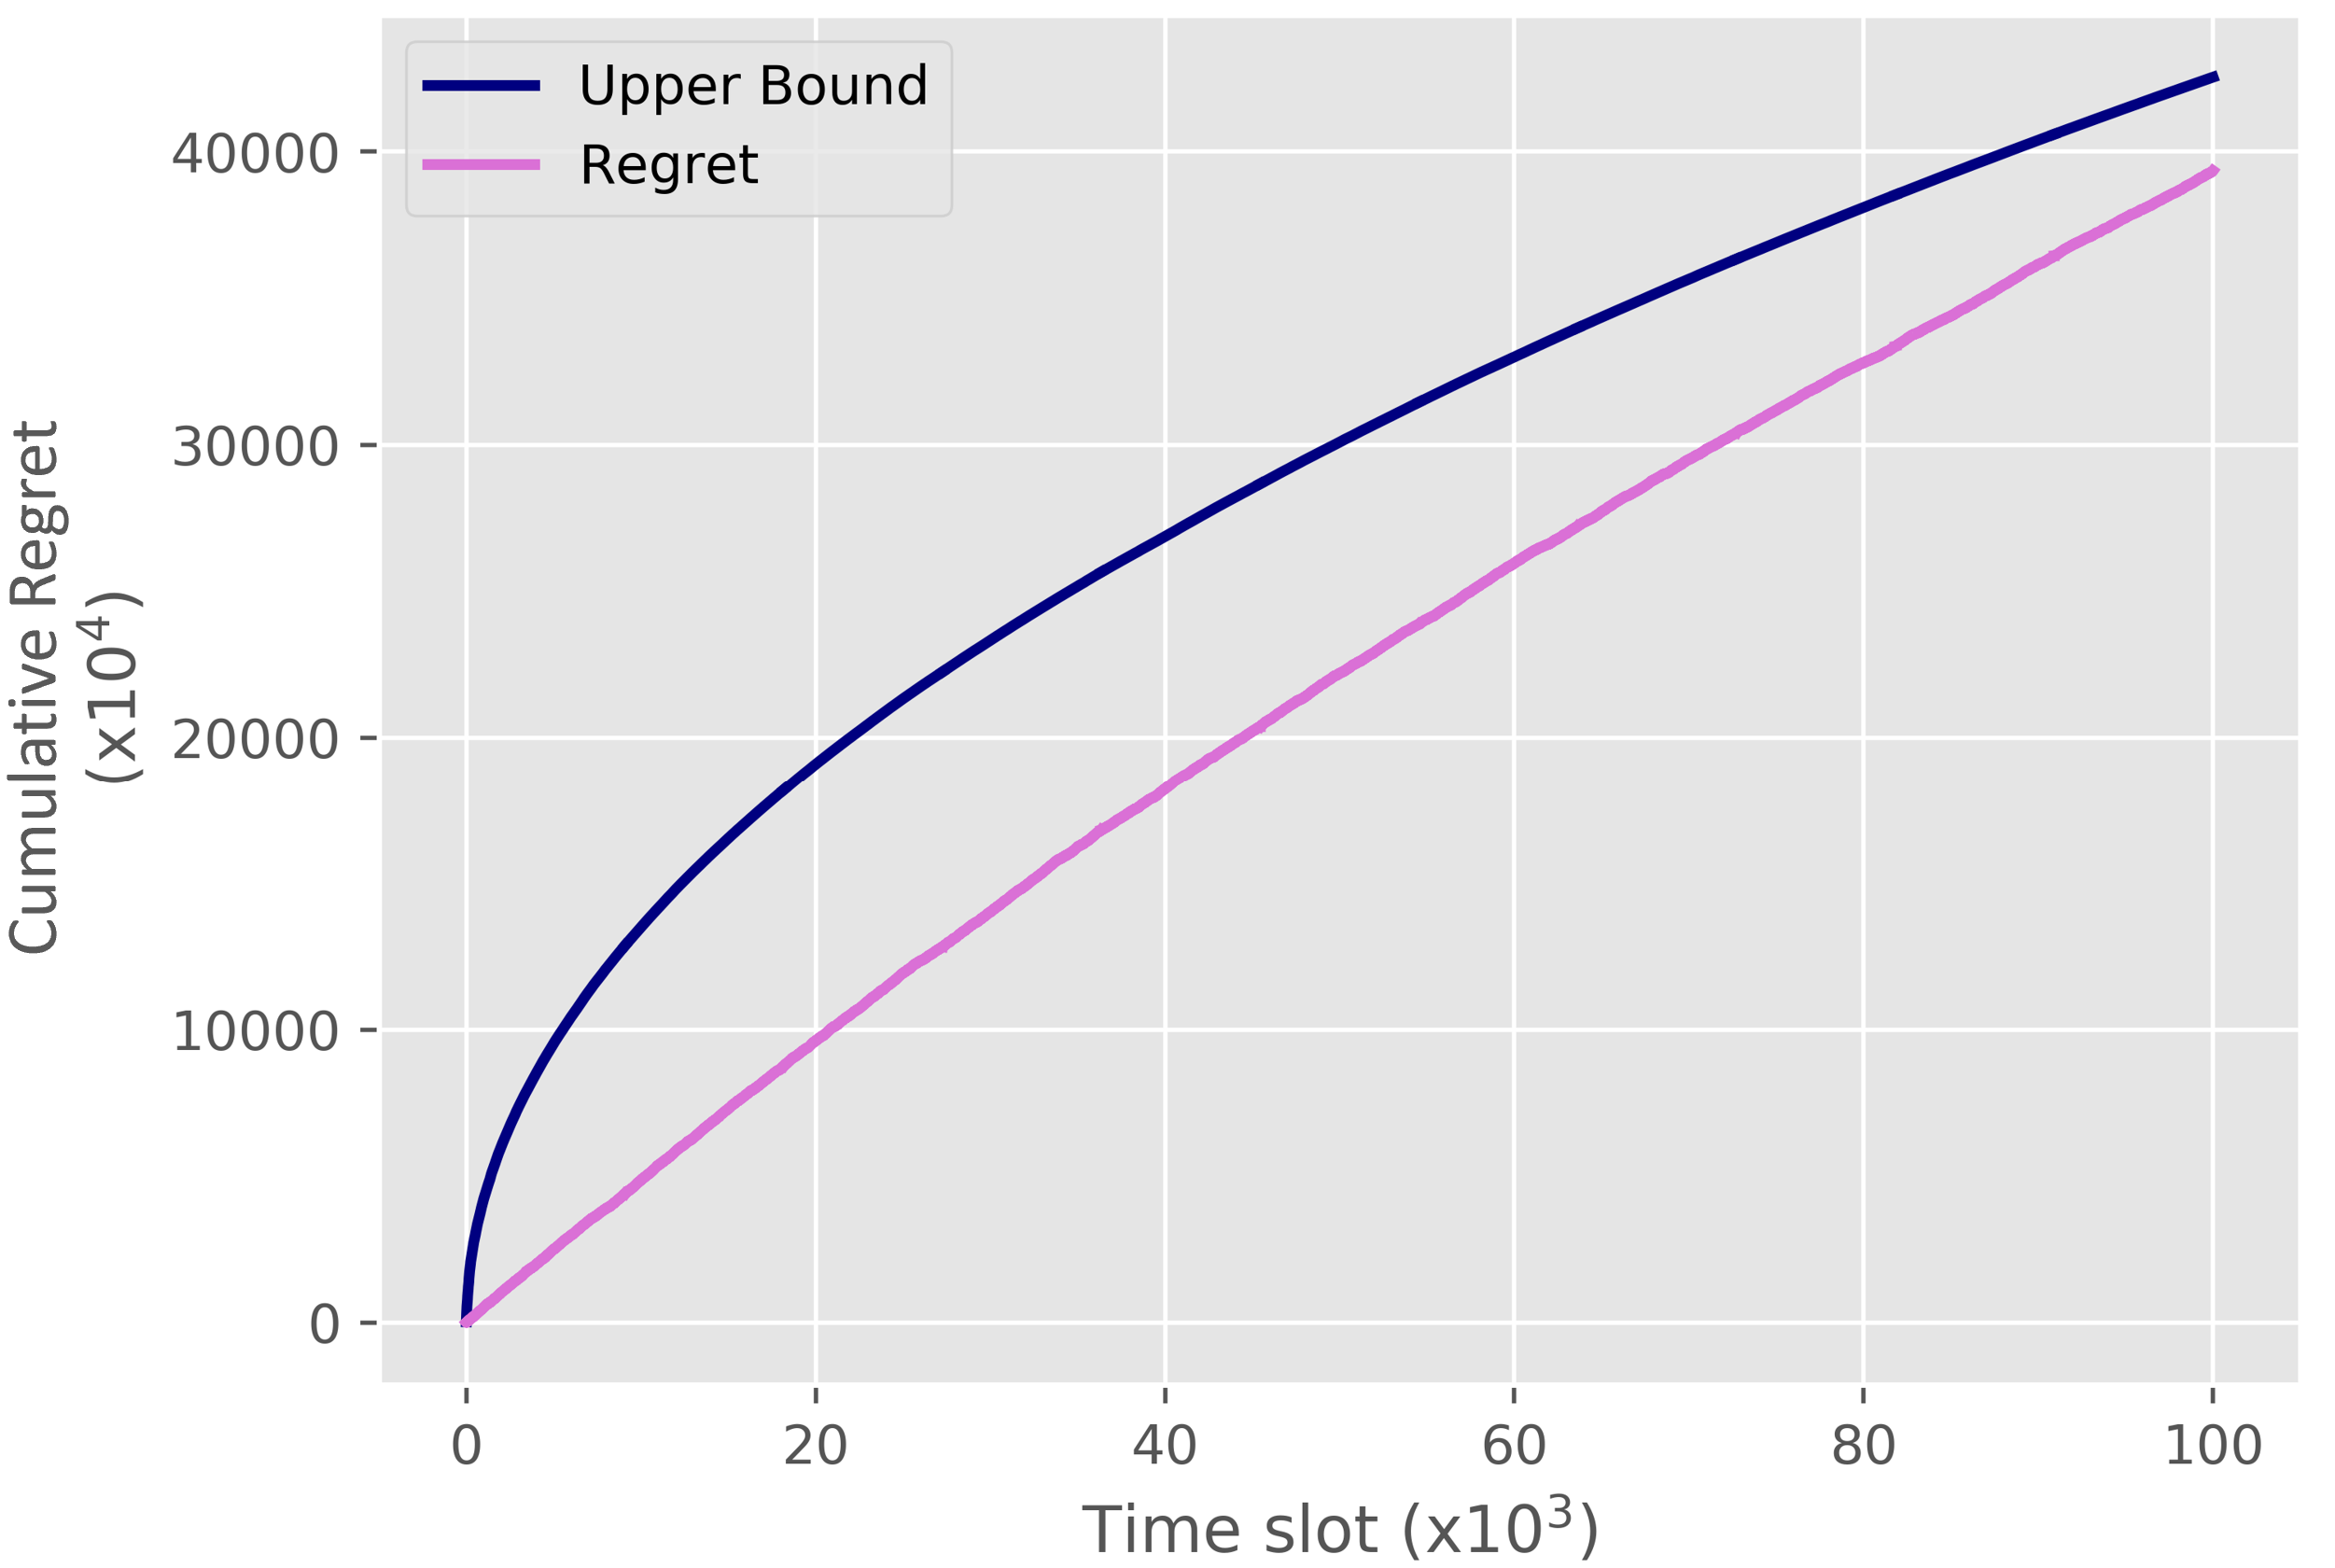 Upper Bound
Regret
Cumulative Regret
(x10⁴)
40000
30000
20000
10000
0
0 20 40 60 80 100
Time slot (x10³)